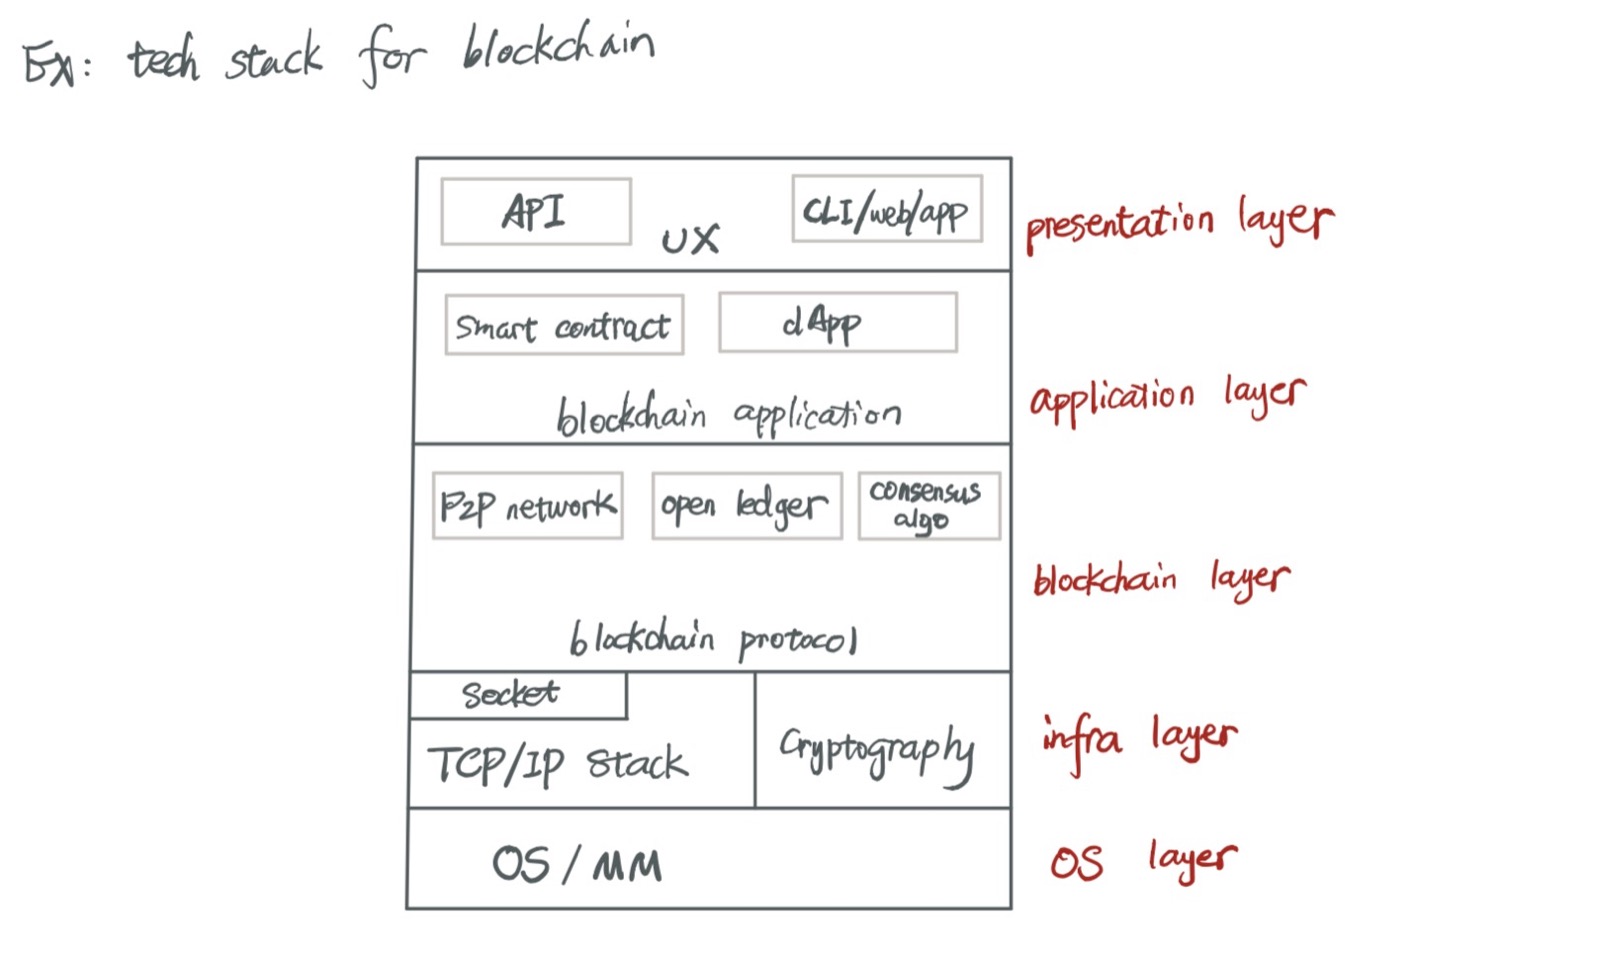 Ex: tech stack for blockchain
API
CLI/web/app
UX
presentation layer
Smart contract
dApp
blockchain application
application layer
P2P network
open ledger
consensus
algo
blockchain protocol
blockchain layer
Socket
TCP/IP Stack
Cryptography
infra layer
OS/MM
OS layer